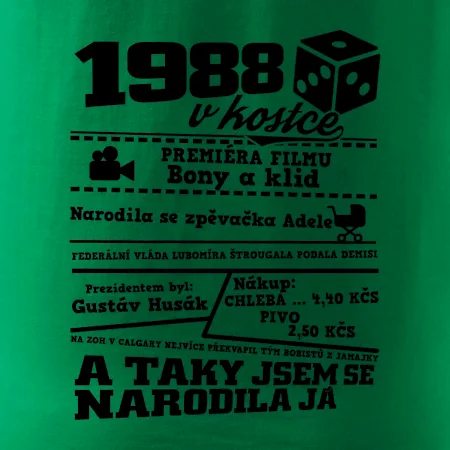 1988
v kostce
PREMIÉRA FILMU
Bony a klid
Narodila se zpěvačka Adele
FEDERÁLNÍ VLÁDA LUBOMÍRA ŠTROUGALA PODALA DEMISI
Prezidentem byl:
Gustáv Husák
Nákup:
CHLEBA ... 4,40 KČS
PIVO
2,50 KČS
NA ZOH V CALGARY NEJVÍCE PŘEKVAPIL TÝM BOBISTŮ Z JAMAJKY
A TAKY JSEM SE
NARODILA JÁ